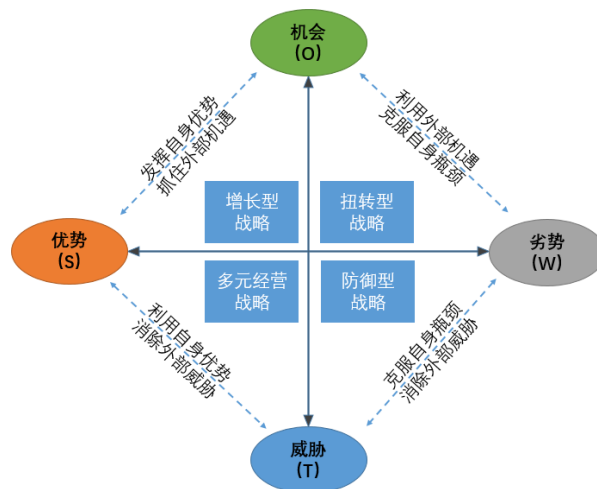 机会
(O)
发挥自身优势
抓住外部机遇
利用外部机遇
克服自身瓶颈
增长型
战略
扭转型
战略
优势
(S)
劣势
(W)
多元经营
战略
防御型
战略
利用自身优势
消除外部威胁
克服自身瓶颈
消除外部威胁
威胁
(T)